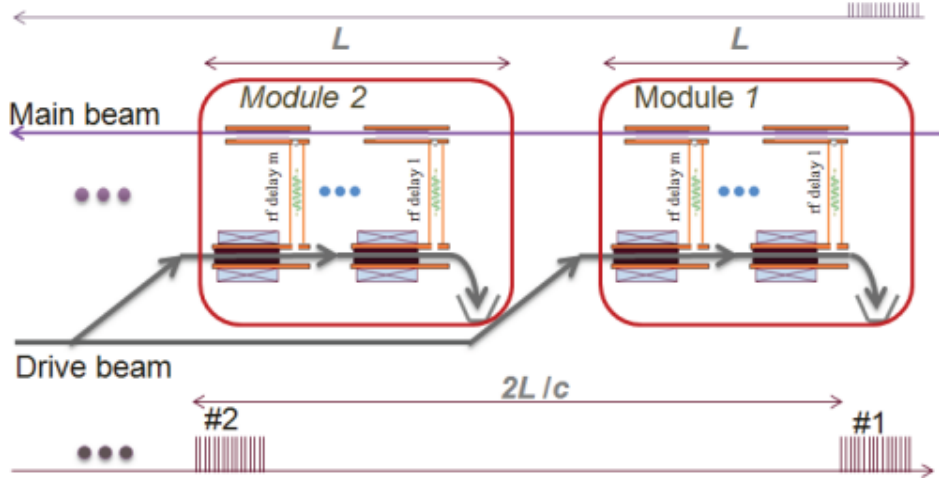 L
L
Module 2
Module 1
Main beam
rf delay m
rf delay 1
rf delay m
rf delay 1
Drive beam
2L/c
#2
#1